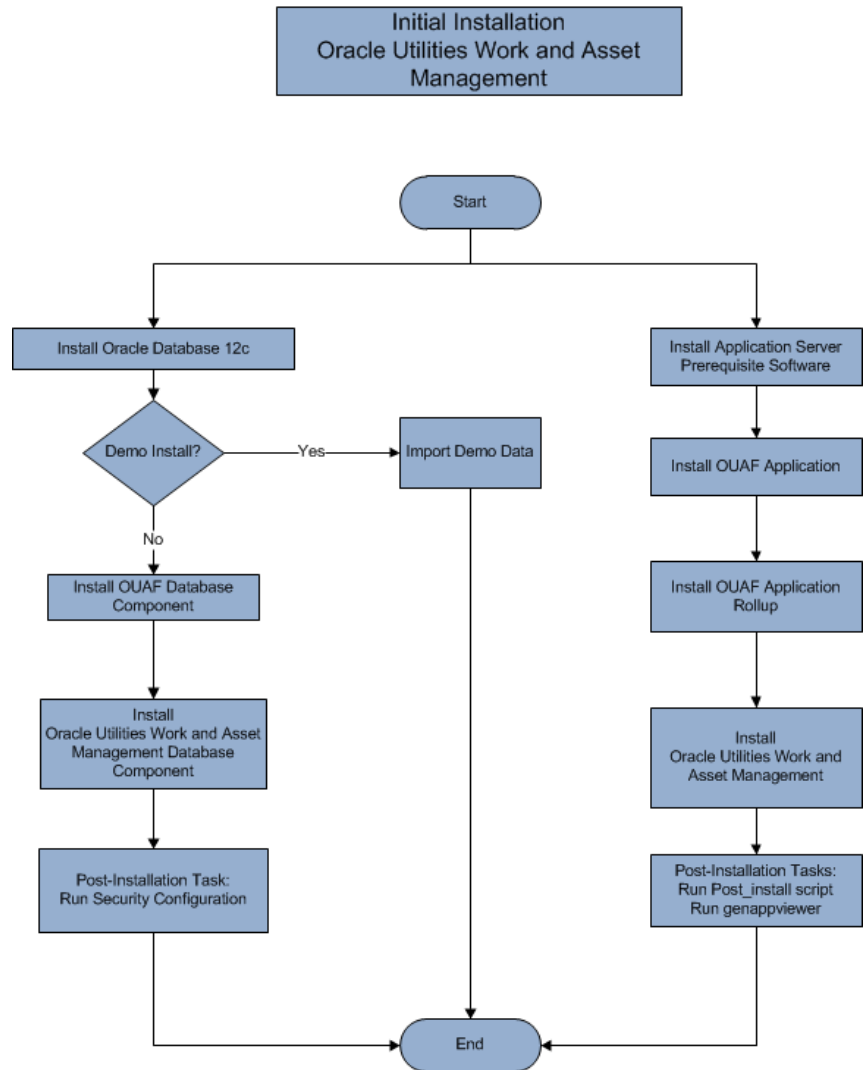 Initial Installation
Oracle Utilities Work and Asset
Management
Start
Install Oracle Database 12c
Install Application Server
Prerequisite Software
Demo Install?
Yes
Import Demo Data
Install OUAF Application
No
Install OUAF Database
Component
Install OUAF Application
Rollup
Install
Oracle Utilities Work and Asset
Management Database
Component
Install
Oracle Utilities Work and
Asset Management
Post-Installation Task:
Run Security Configuration
Post-Installation Tasks:
Run Post_install script
Run genappviewer
End